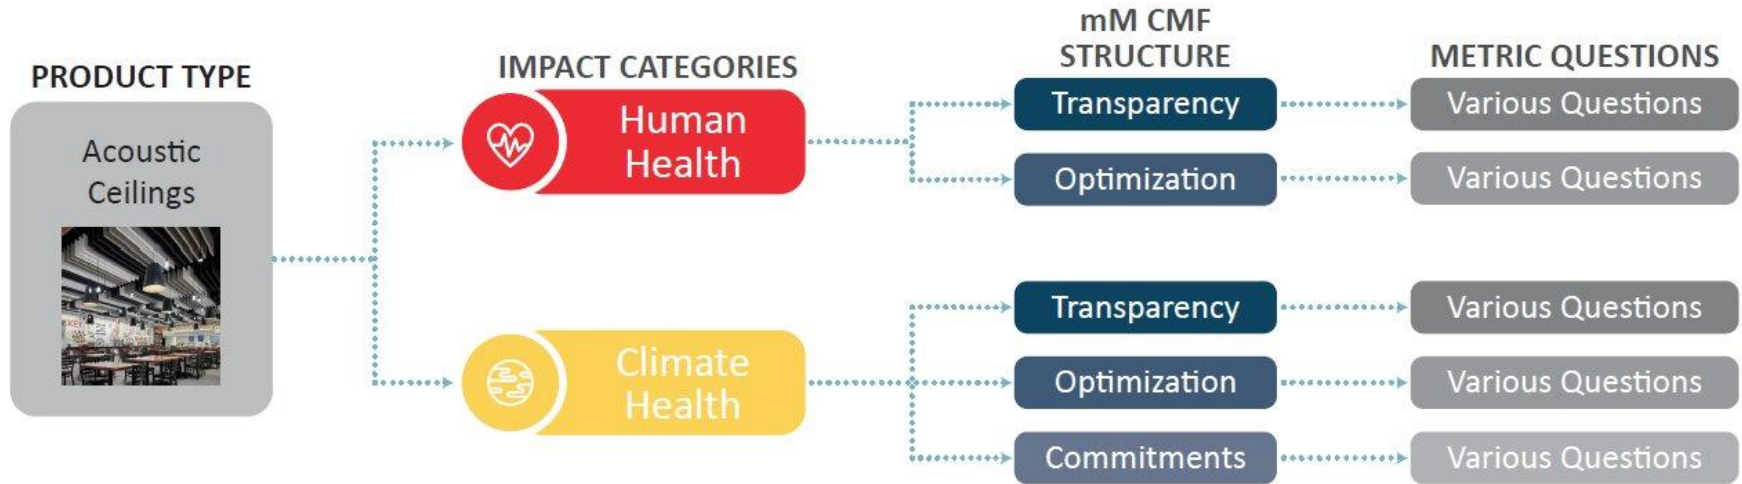 PRODUCT TYPE
Acoustic
Ceilings
IMPACT CATEGORIES
Human
Health
Climate
Health
mM CMF
STRUCTURE
Transparency
Optimization
Transparency
Optimization
Commitments
METRIC QUESTIONS
Various Questions
Various Questions
Various Questions
Various Questions
Various Questions